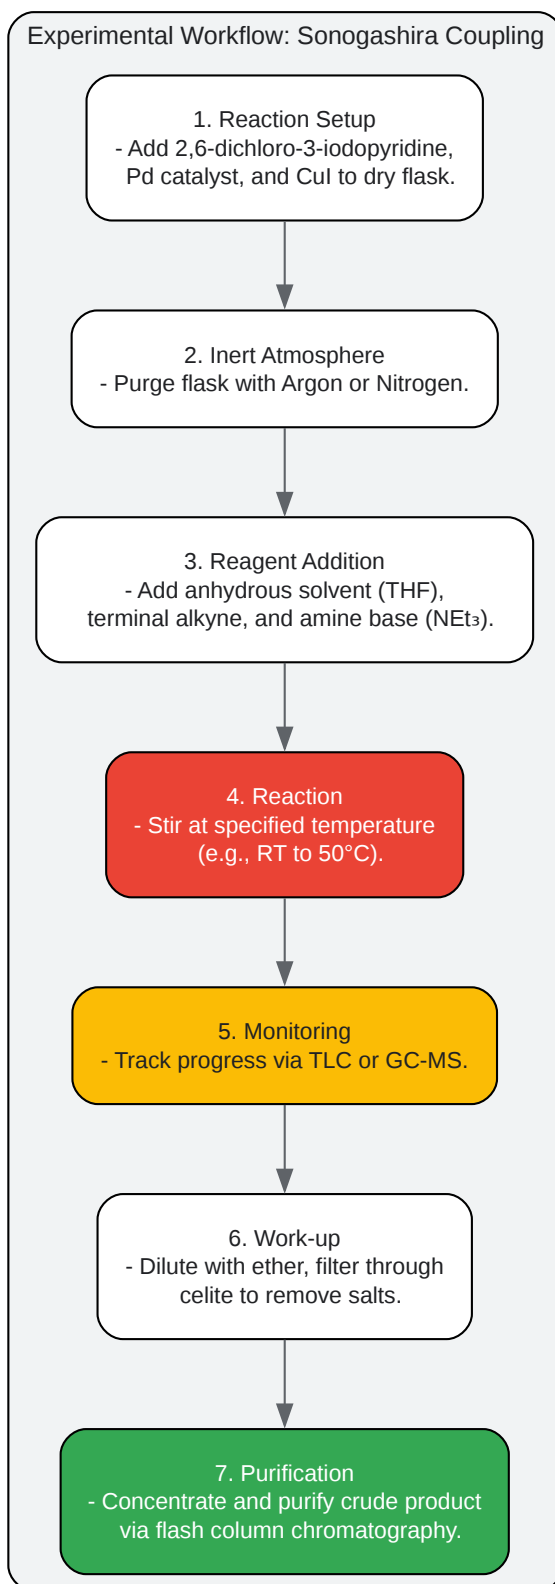 Experimental Workflow: Sonogashira Coupling
1. Reaction Setup
- Add 2,6-dichloro-3-iodopyridine,
Pd catalyst, and CuI to dry flask.
2. Inert Atmosphere
- Purge flask with Argon or Nitrogen.
3. Reagent Addition
- Add anhydrous solvent (THF),
terminal alkyne, and amine base (NEt₃).
4. Reaction
- Stir at specified temperature
(e.g., RT to 50°C).
5. Monitoring
- Track progress via TLC or GC-MS.
6. Work-up
- Dilute with ether, filter through
celite to remove salts.
7. Purification
- Concentrate and purify crude product
via flash column chromatography.